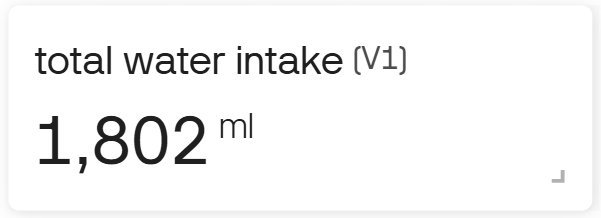 total water intake (V1)
1,802 ml